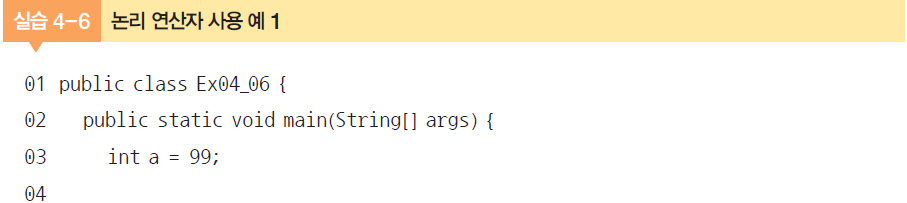 실습 4-6 논리 연산자 사용 예 1
01 public class Ex04_06 {
02 public static void main(String[] args) {
03 int a = 99;
04